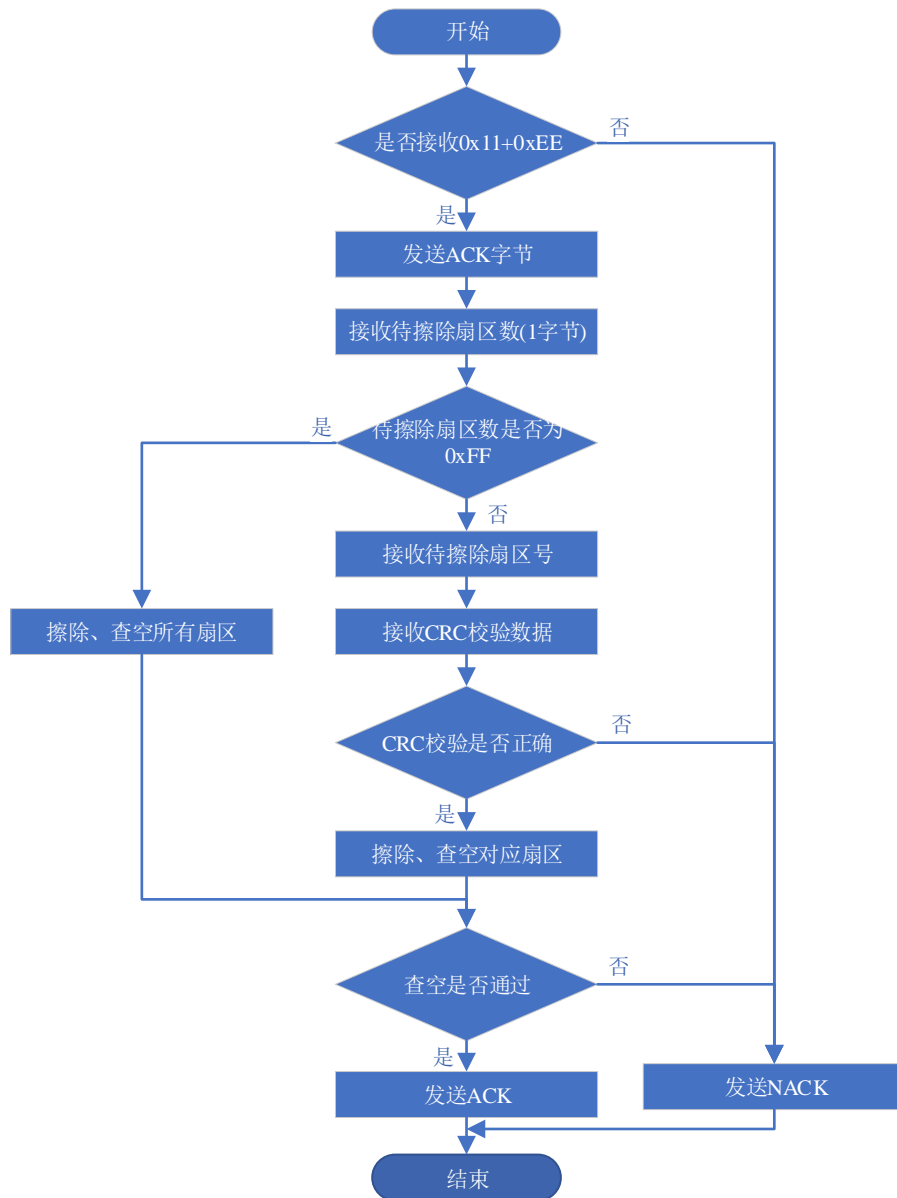 开始
是否接收0x11+0xEE
否
是
发送ACK字节
接收待擦除扇区数(1字节)
是
待擦除扇区数是否为
0xFF
否
接收待擦除扇区号
擦除、查空所有扇区
接收CRC校验数据
CRC校验是否正确
否
是
擦除、查空对应扇区
查空是否通过
否
是
发送ACK
发送NACK
结束